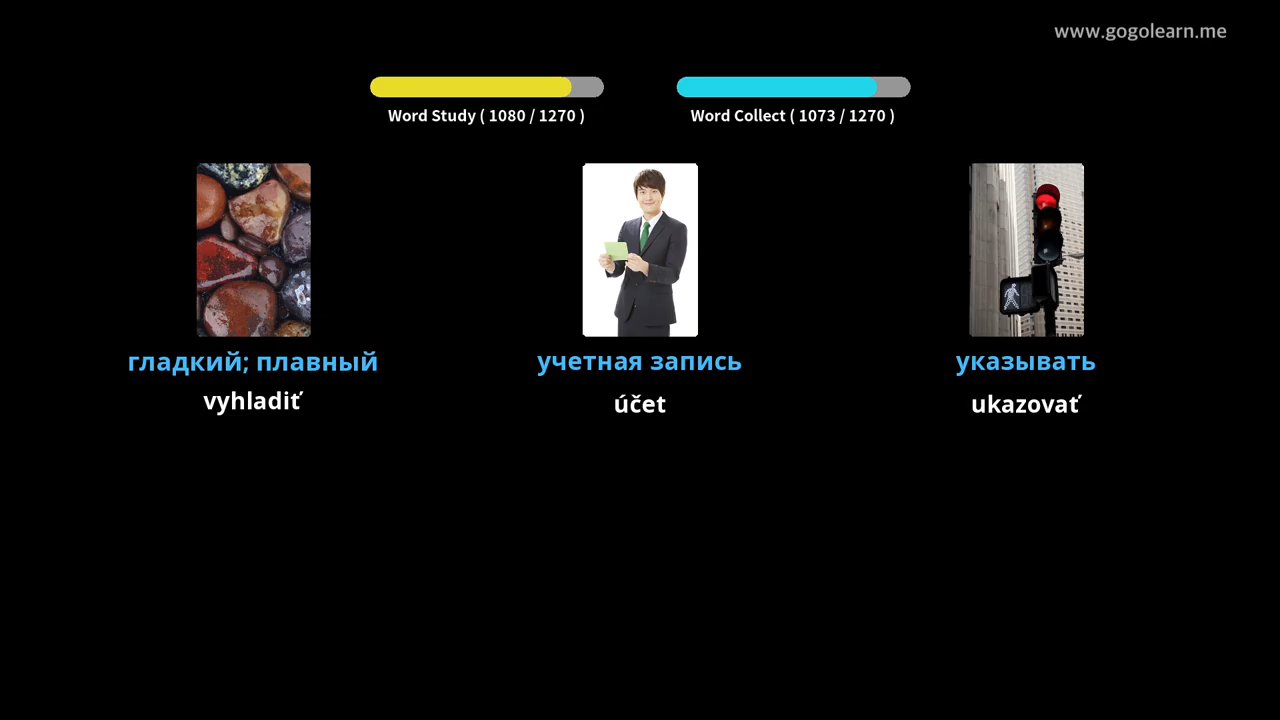 www.gogolearn.me
Word Study ( 1080 / 1270 )
Word Collect ( 1073 / 1270 )
гладкий; плавный
учетная запись
указывать
vyhladiť
účet
ukazovať